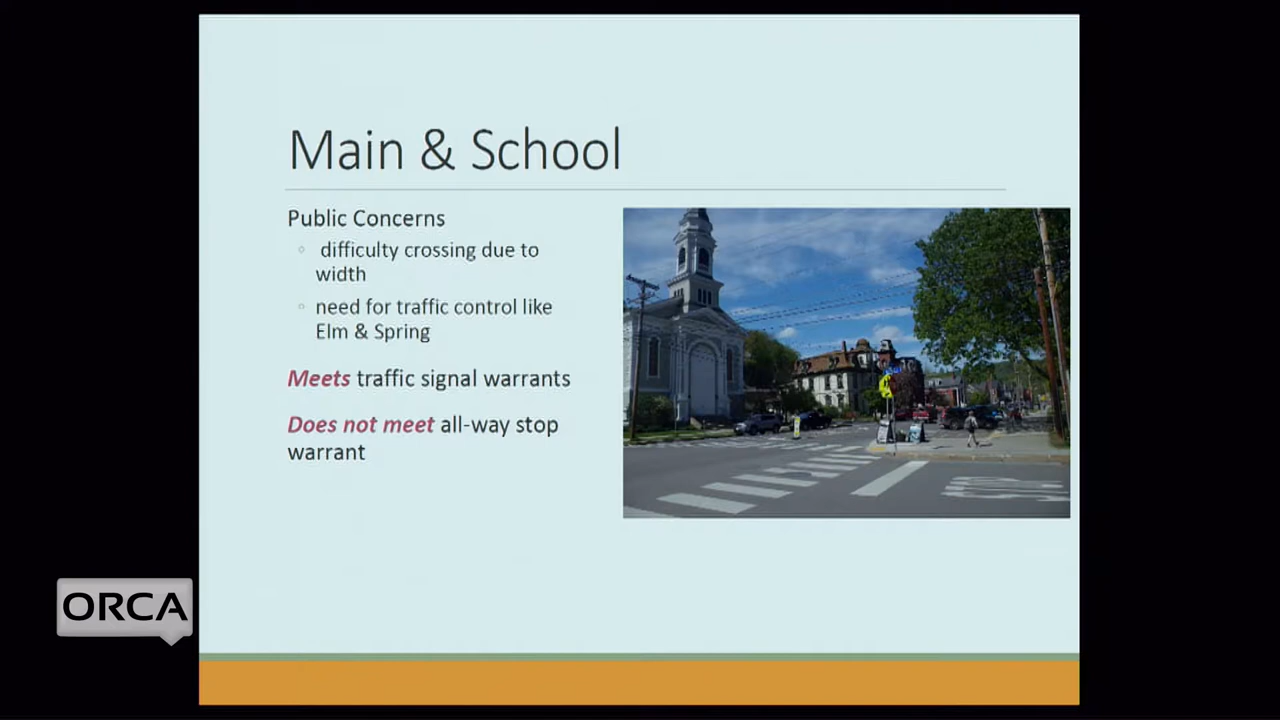 Main & School
Public Concerns
◦ difficulty crossing due to
width
◦ need for traffic control like
Elm & Spring
Meets traffic signal warrants
Does not meet all-way stop
warrant
ORCA